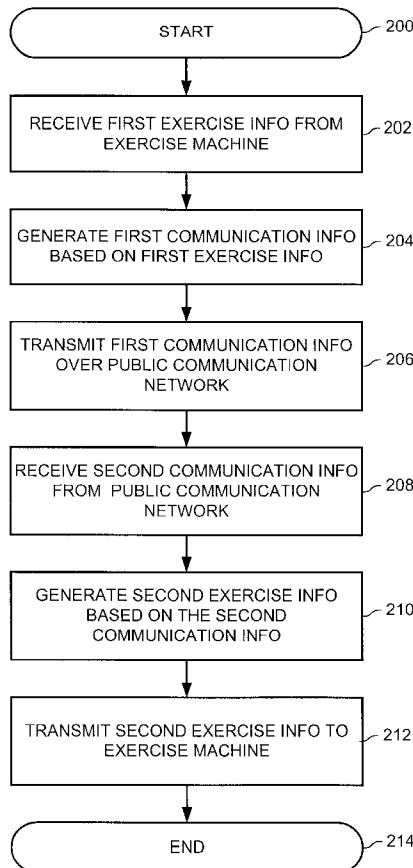 START
200
RECEIVE FIRST EXERCISE INFO FROM
EXERCISE MACHINE
202
GENERATE FIRST COMMUNICATION INFO
BASED ON FIRST EXERCISE INFO
204
TRANSMIT FIRST COMMUNICATION INFO
OVER PUBLIC COMMUNICATION
NETWORK
206
RECEIVE SECOND COMMUNICATION INFO
FROM PUBLIC COMMUNICATION
NETWORK
208
GENERATE SECOND EXERCISE INFO
BASED ON THE SECOND
COMMUNICATION INFO
210
TRANSMIT SECOND EXERCISE INFO TO
EXERCISE MACHINE
212
END
214